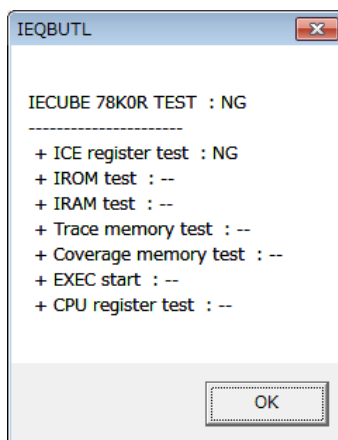 IEQBUTL
IECUBE 78K0R TEST : NG
----------------------
+ ICE register test : NG
+ IROM test : --
+ IRAM test : --
+ Trace memory test : --
+ Coverage memory test : --
+ EXEC start : --
+ CPU register test : --
OK